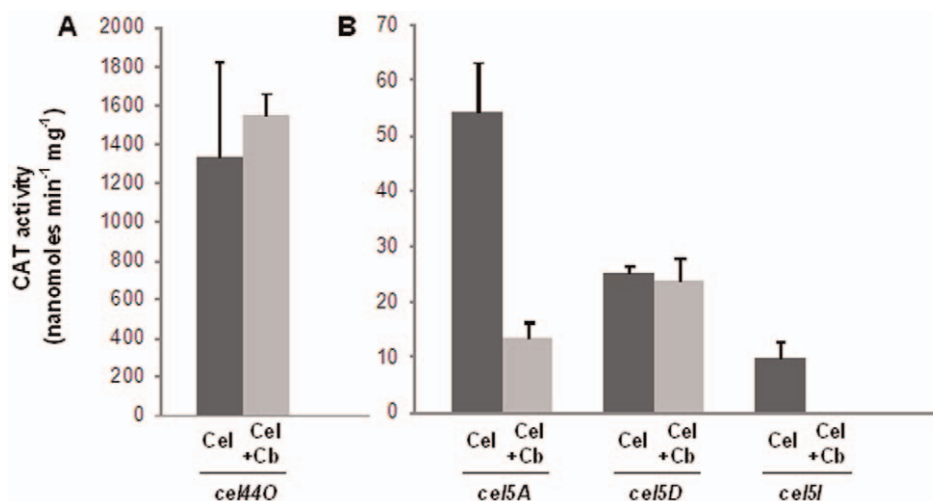 A
B
CAT activity
(nanomoles min-1 mg-1)
2000
1800
1600
1400
1200
1000
800
600
400
200
0
Cel
Cel
+Cb
cel44O
70
60
50
40
30
20
10
0
Cel
Cel
+Cb
Cel
Cel
+Cb
Cel
Cel
+Cb
cel5A
cel5D
cel5I